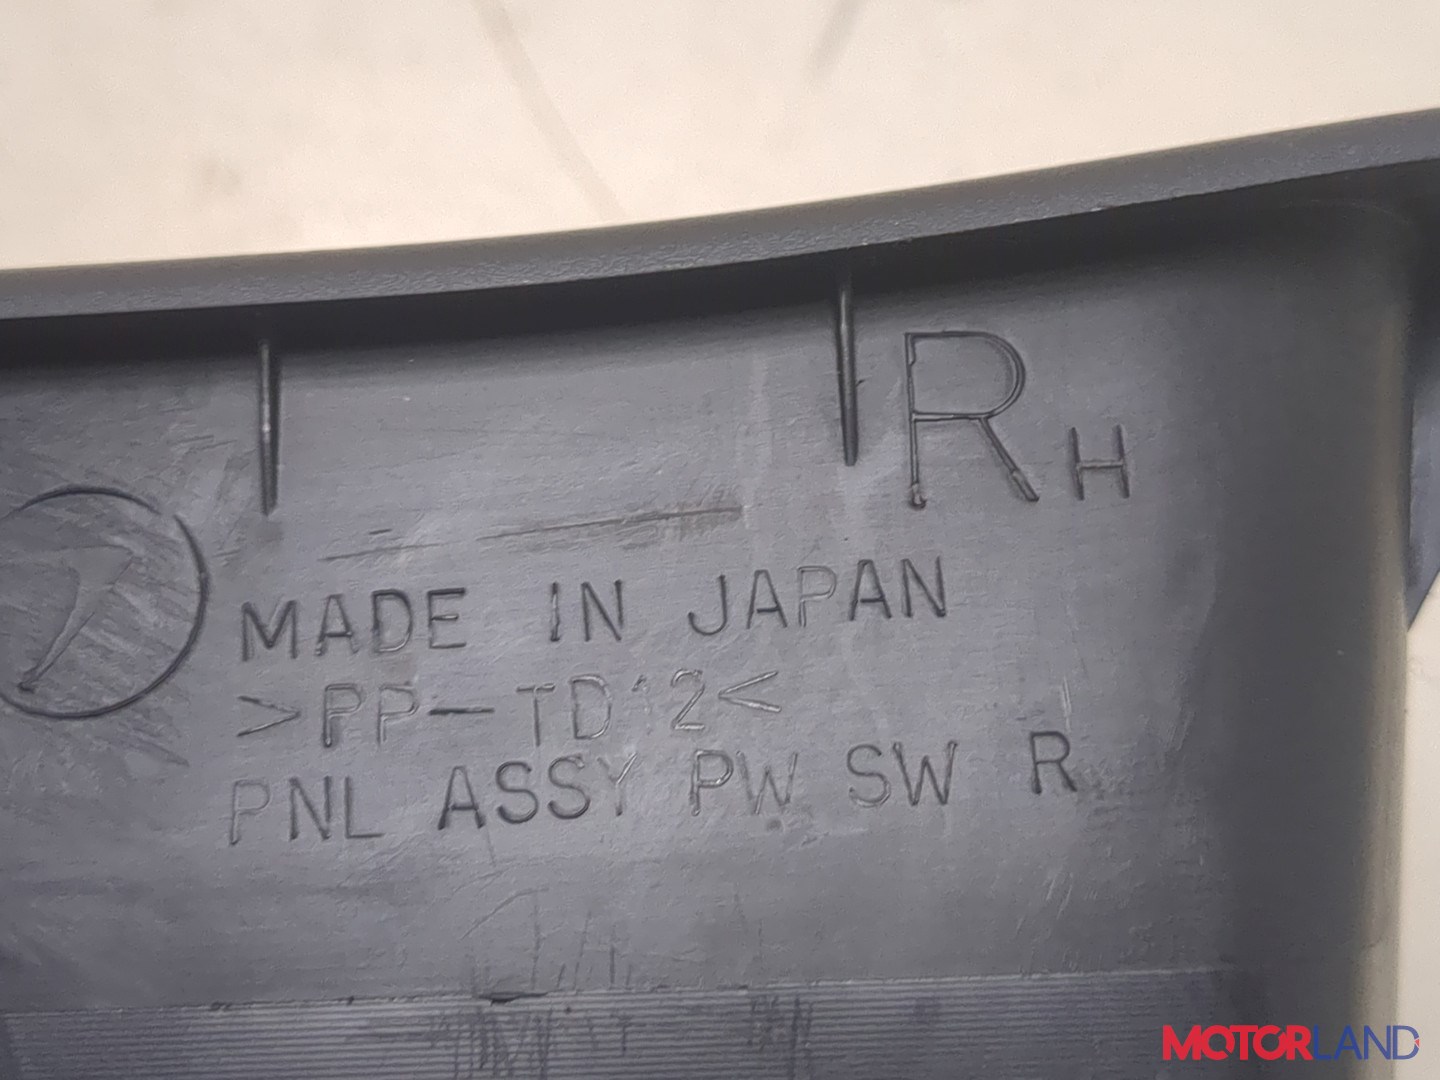 RH
MADE IN JAPAN
>PP-TD12<
PNL ASSY PW SW R
MOTORLAND